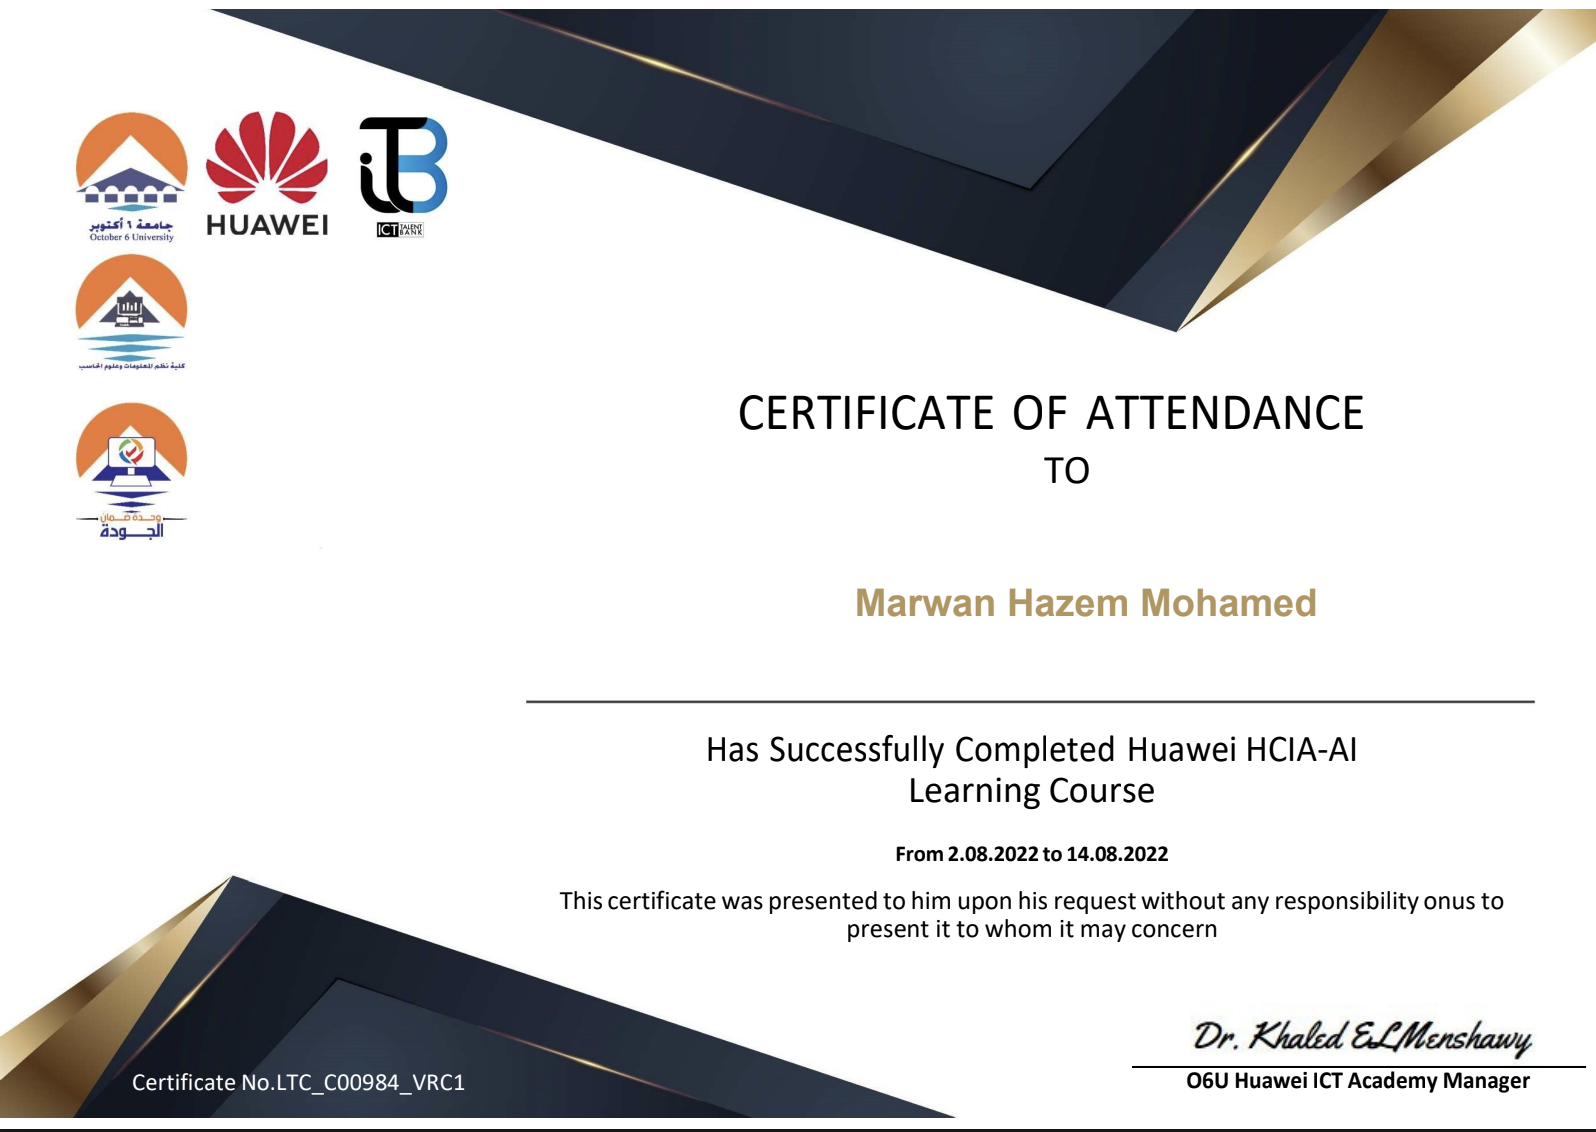 جامعة ٦ أكتوبر
October 6 University
HUAWEI
iTB
ICT TALENT BANK
كلية نظم المعلومات وعلوم الحاسب
وحدة ضمان
الجودة
CERTIFICATE OF ATTENDANCE
TO
Marwan Hazem Mohamed
Has Successfully Completed Huawei HCIA-AI
Learning Course
From 2.08.2022 to 14.08.2022
This certificate was presented to him upon his request without any responsibility onus to
present it to whom it may concern
Dr. Khaled ELMenshawy
O6U Huawei ICT Academy Manager
Certificate No.LTC_C00984_VRC1